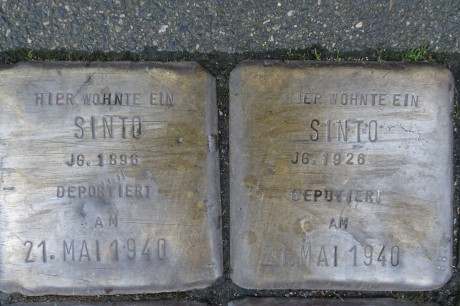 HIER WOHNTE EIN
SINTO
JG. 1896
DEPORTIERT
AM
21. MAI 1940
HIER WOHNTE EIN
SINTO
JG. 1926
DEPORTIERT
AM
21. MAI 1940